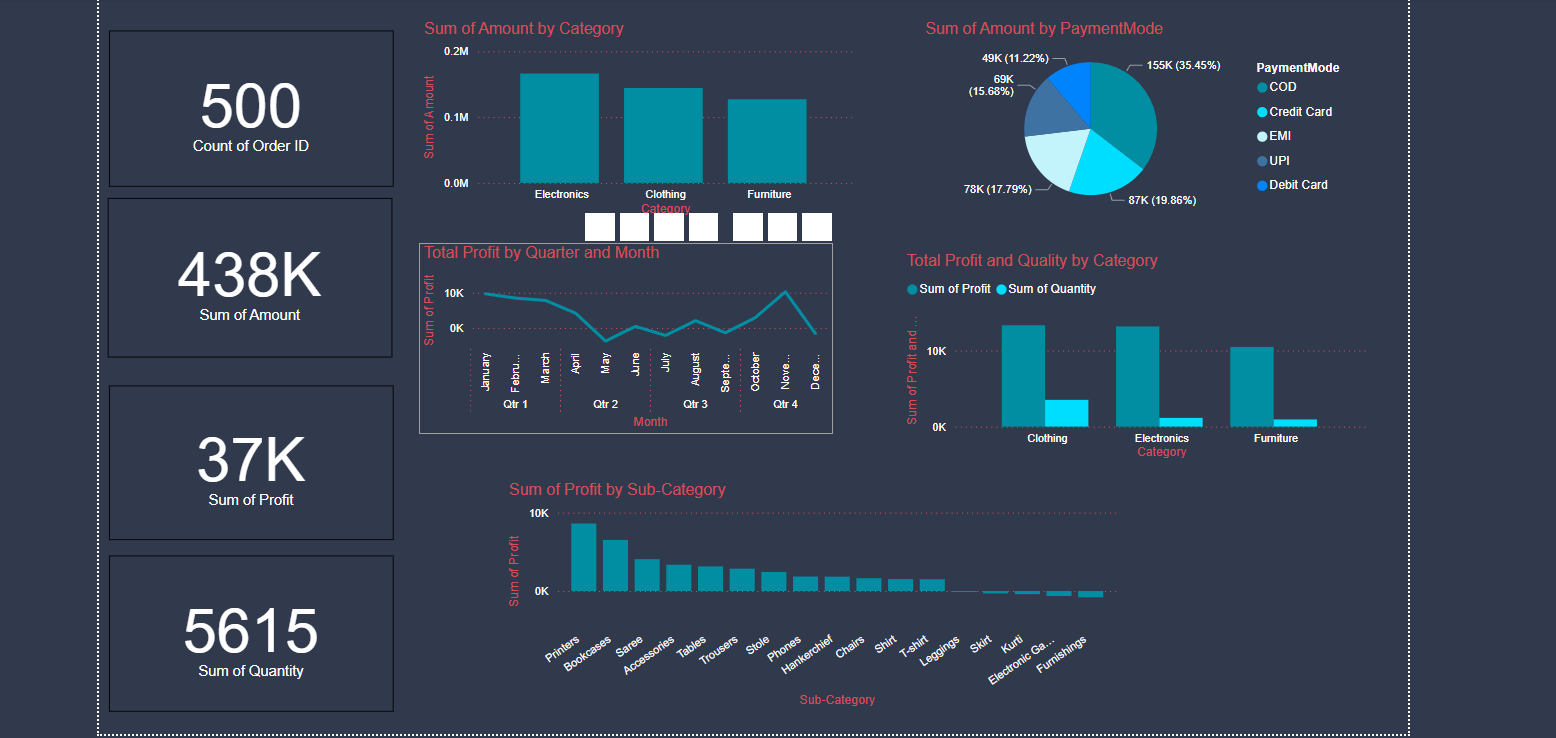 500
Count of Order ID
438K
Sum of Amount
37K
Sum of Profit
5615
Sum of Quantity
Sum of Amount by Category
Sum of Amount
0.2M
0.1M
0.0M
Electronics
Clothing
Furniture
Category
Sum of Amount by PaymentMode
49K (11.22%)
69K
(15.68%)
78K (17.79%)
155K (35.45%)
87K (19.86%)
PaymentMode
COD
Credit Card
EMI
UPI
Debit Card
Total Profit by Quarter and Month
Sum of Profit
10K
0K
January
Febru...
March
April
May
June
July
August
Septe...
October
Nove...
Dece...
Qtr 1
Qtr 2
Qtr 3
Qtr 4
Month
Total Profit and Quality by Category
Sum of Profit
Sum of Quantity
Sum of Profit and ...
10K
0K
Clothing
Electronics
Furniture
Category
Sum of Profit by Sub-Category
Sum of Profit
10K
0K
Printers
Bookcases
Saree
Accessories
Tables
Trousers
Stole
Phones
Hankerchief
Chairs
Shirt
T-shirt
Leggings
Skirt
Kurti
Electronic Ga...
Furnishings
Sub-Category